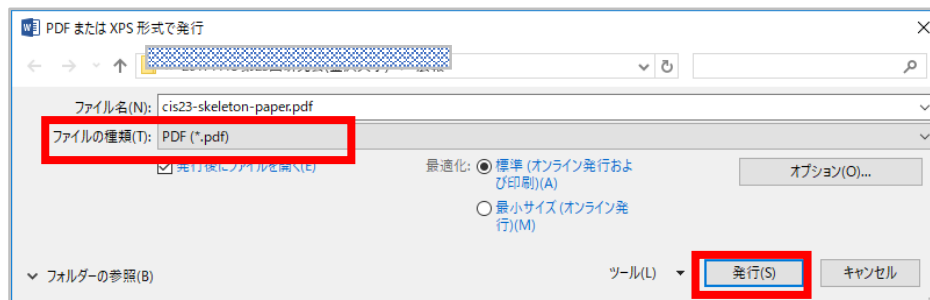 PDF または XPS 形式で発行
ファイル名(N): cis23-skeleton-paper.pdf
ファイルの種類(T): PDF (*.pdf)
発行後にファイルを開く(E)
最適化: 標準 (オンライン発行およ
び印刷)(A)
最小サイズ (オンライン発
行)(M)
オプション(O)...
フォルダーの参照(B)
ツール(L)
発行(S)
キャンセル